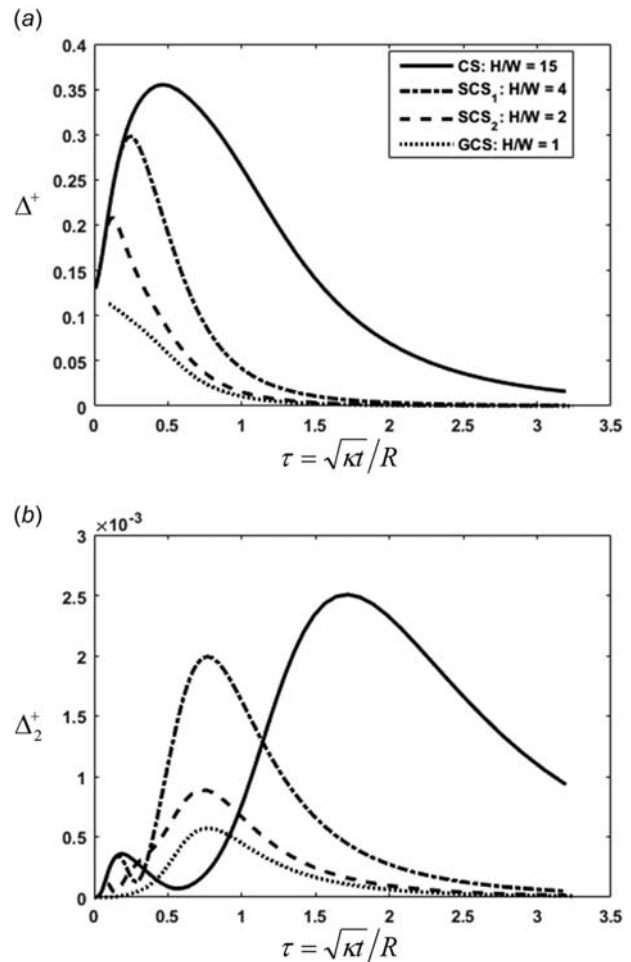 (a)
0.4
0.35
0.3
0.25
0.2
0.15
0.1
0.05
0
Δ⁺
CS: H/W = 15
SCS₁: H/W = 4
SCS₂: H/W = 2
GCS: H/W = 1
0 0.5 1 1.5 2 2.5 3 3.5
τ = √κt/R
(b)
×10⁻³
3
2.5
2
1.5
1
0.5
0
Δ₂⁺
0 0.5 1 1.5 2 2.5 3 3.5
τ = √κt/R